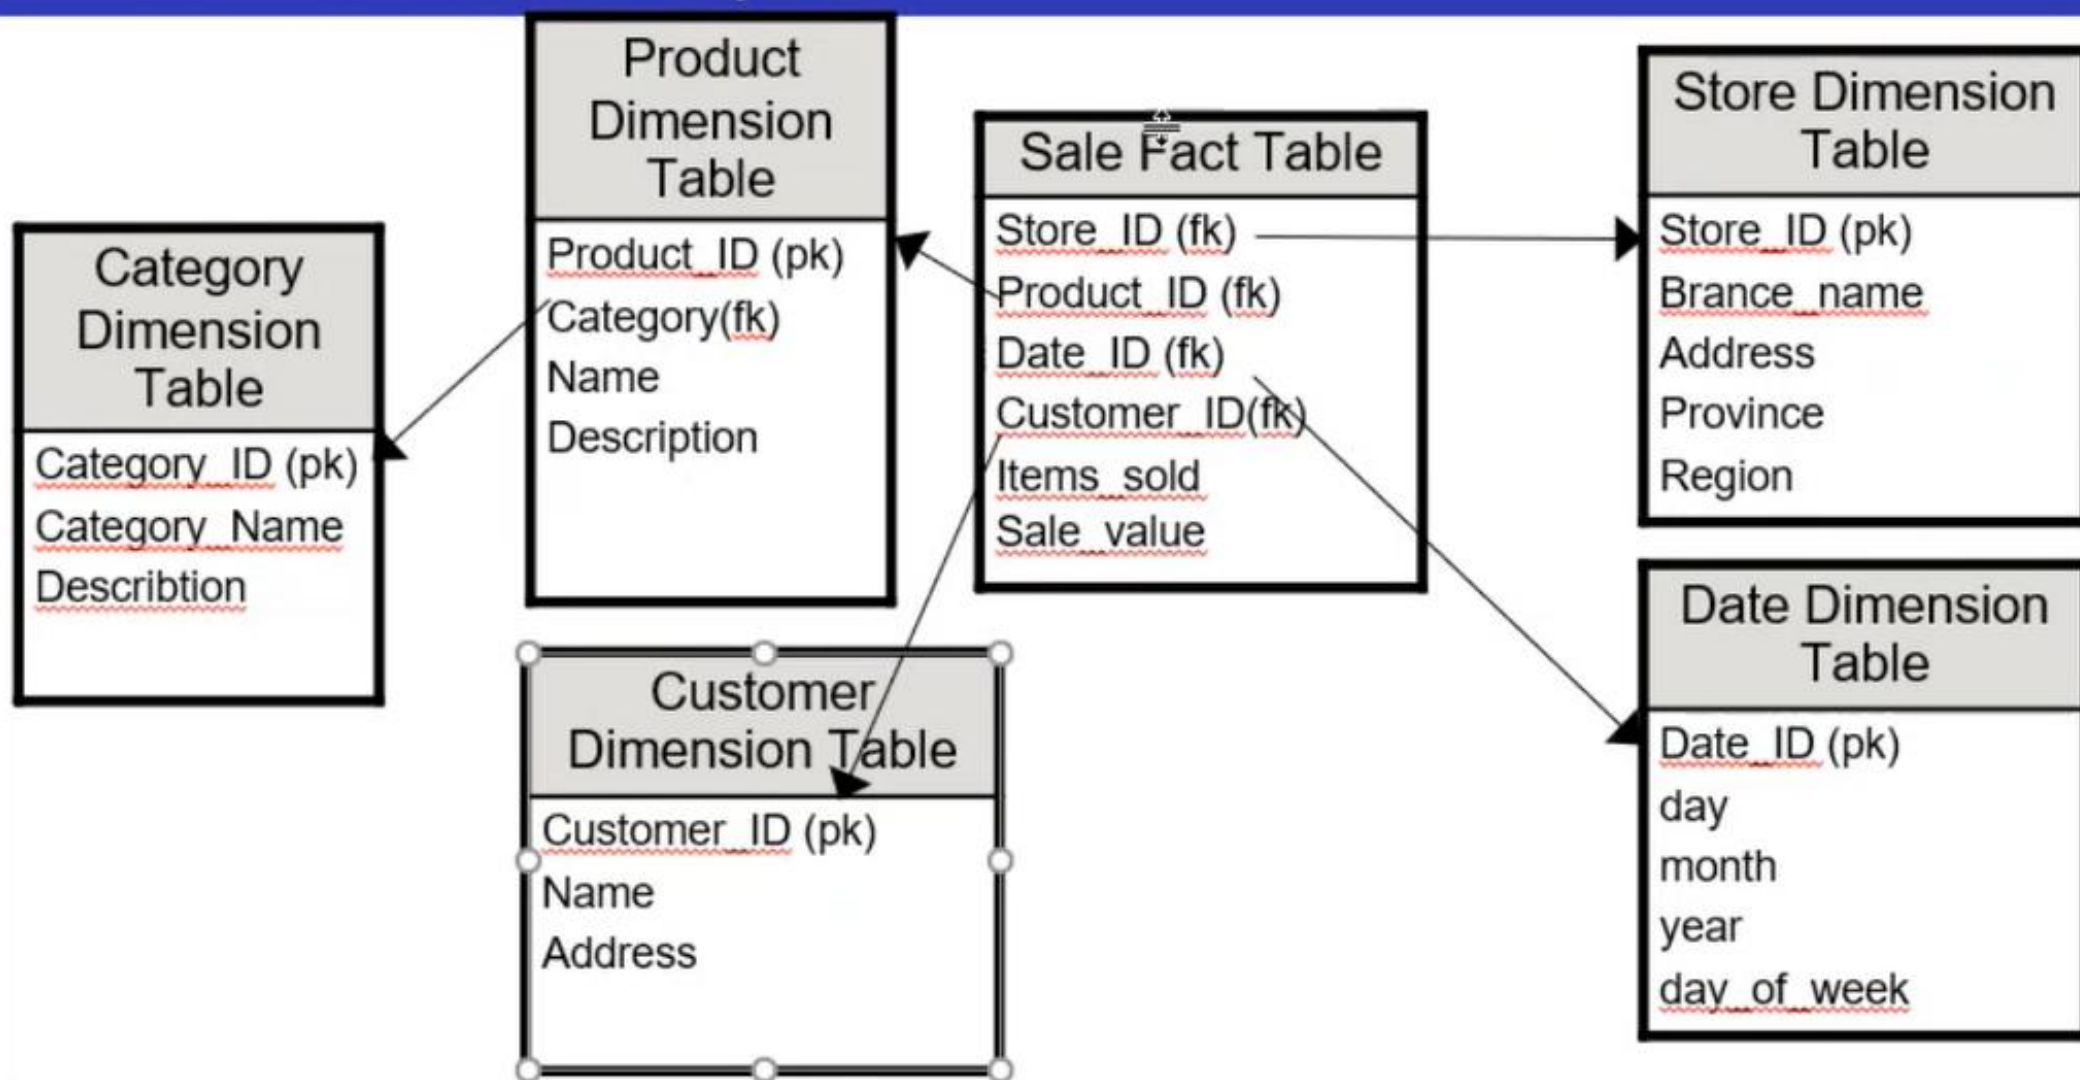 Product
Dimension
Table
Product_ID (pk)
Category(fk)
Name
Description
Sale Fact Table
Store_ID (fk)
Product_ID (fk)
Date_ID (fk)
Customer_ID(fk)
Items_sold
Sale_value
Store Dimension
Table
Store_ID (pk)
Brance_name
Address
Province
Region
Category
Dimension
Table
Category_ID (pk)
Category_Name
Describtion
Customer
Dimension Table
Customer_ID (pk)
Name
Address
Date Dimension
Table
Date_ID (pk)
day
month
year
day_of_week